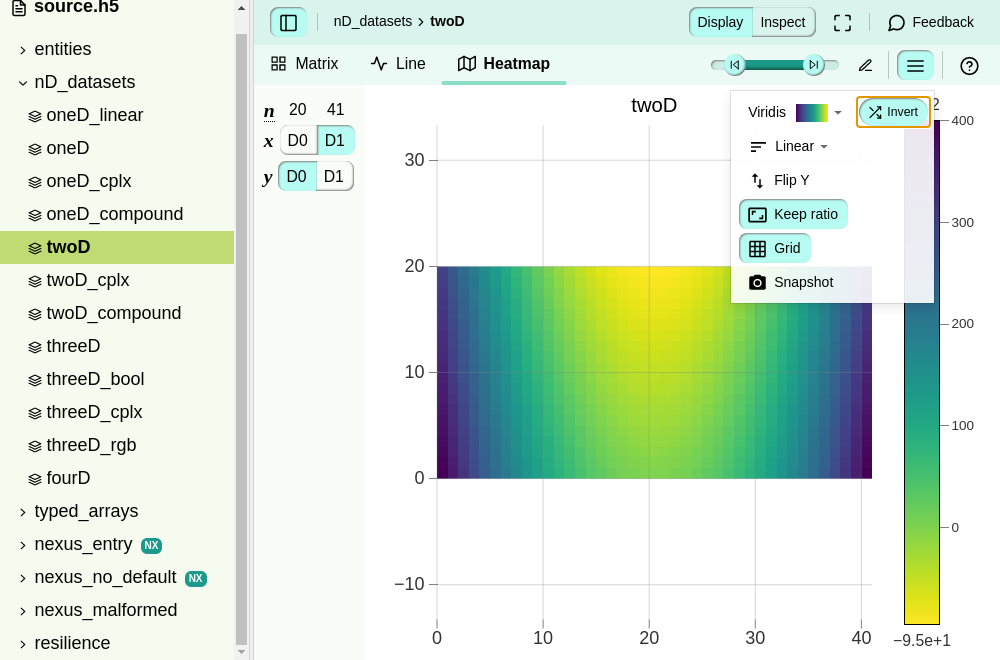 source.h5
entities
nD_datasets
oneD_linear
oneD
oneD_cplx
oneD_compound
twoD
twoD_cplx
twoD_compound
threeD
threeD_bool
threeD_cplx
threeD_rgb
fourD
typed_arrays
nexus_entry NX
nexus_no_default NX
nexus_malformed
resilience
nD_datasets > twoD
Display Inspect Feedback
Matrix Line Heatmap
n 20 41
x D0 D1
y D0 D1
twoD
Viridis Invert
Linear
Flip Y
Keep ratio
Grid
Snapshot
30
20
10
0
−10
0 10 20 30 40
2
400
300
200
100
0
−9.5e+1